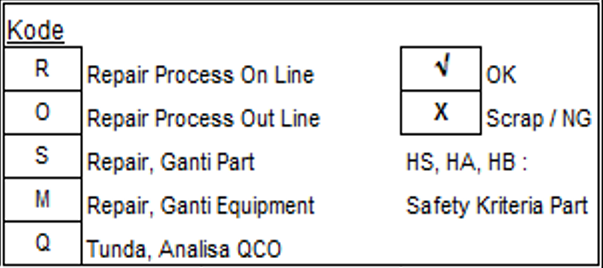 Kode
R Repair Process On Line √ OK
O Repair Process Out Line X Scrap / NG
S Repair, Ganti Part HS, HA, HB :
M Repair, Ganti Equipment Safety Kriteria Part
Q Tunda, Analisa QCO